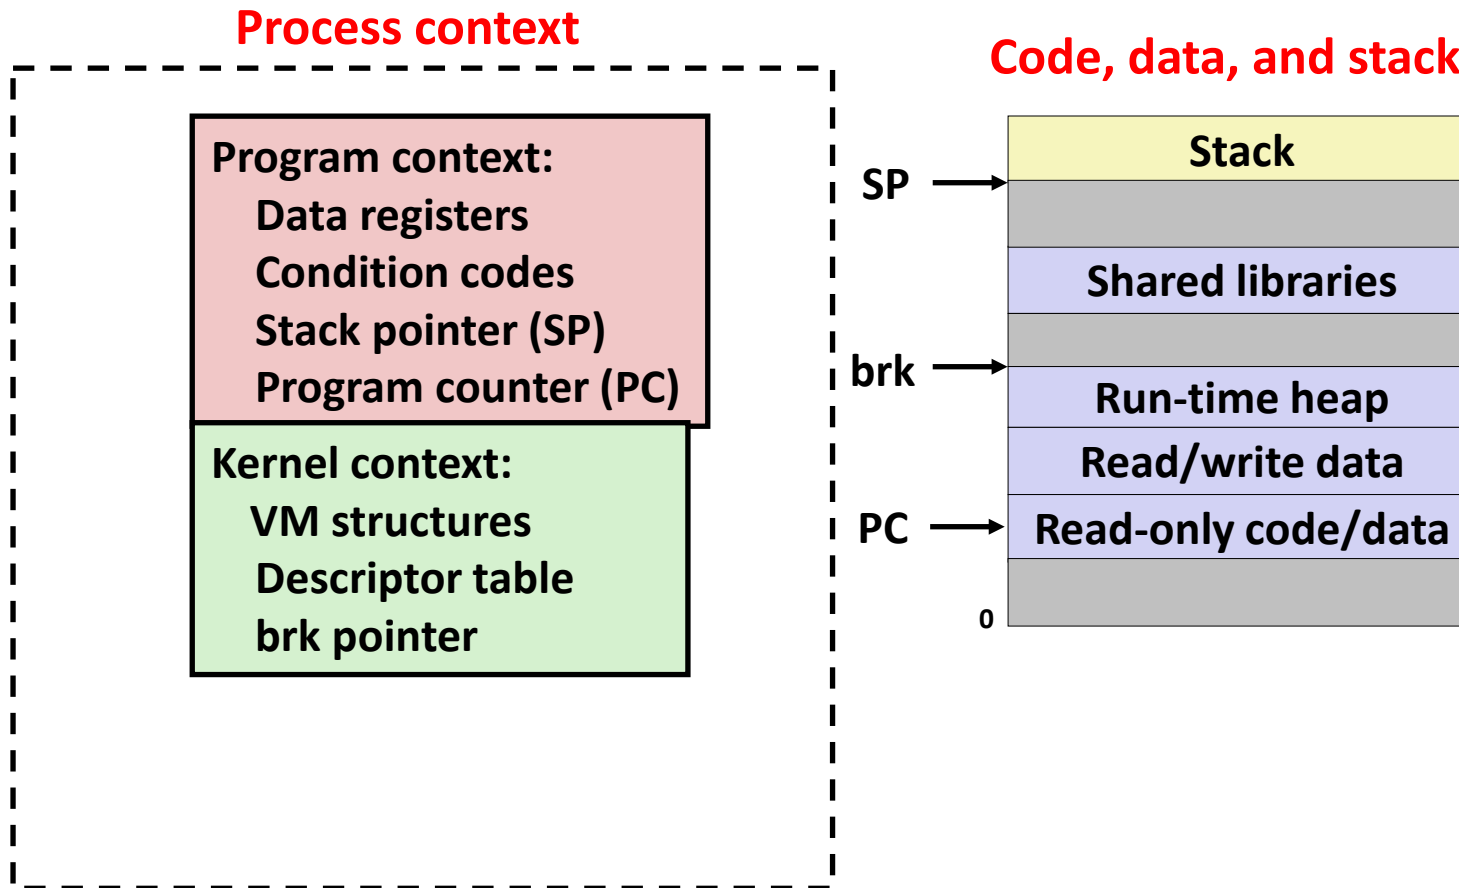 Process context
Program context:
Data registers
Condition codes
Stack pointer (SP)
Program counter (PC)
Kernel context:
VM structures
Descriptor table
brk pointer
Code, data, and stack
Stack
SP
Shared libraries
brk
Run-time heap
Read/write data
PC
Read-only code/data
0